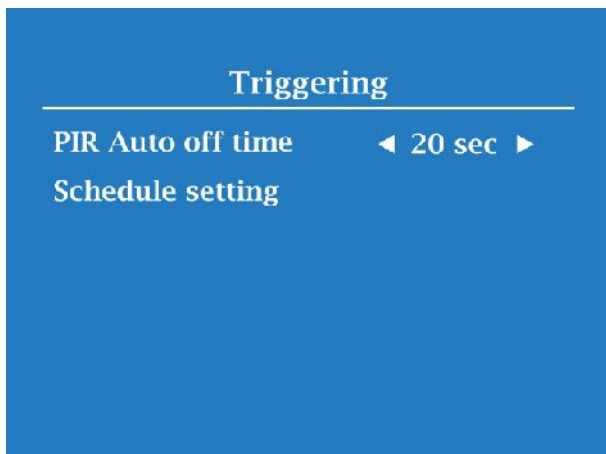 Triggering
PIR Auto off time ◀ 20 sec ▶
Schedule setting